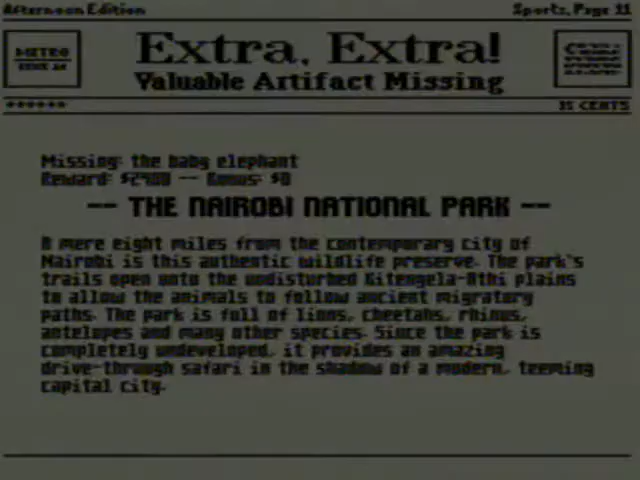 Afternoon Edition
Sports, Page 11
METRO
Extra, Extra!
Valuable Artifact Missing
35 CENTS
Missing: the baby elephant
Reward: $2900 -- Bonus: $0
-- THE NAIROBI NATIONAL PARK --
A mere eight miles from the contemporary city of
Nairobi is this authentic wildlife preserve. The park's
trails open onto the undisturbed Kitengela-Athi plains
to allow the animals to follow ancient migratory
paths. The park is full of lions, cheetahs, rhinos,
antelopes and many other species. Since the park is
completely undeveloped, it provides an amazing
drive-through safari in the shadow of a modern, teeming
capital city.